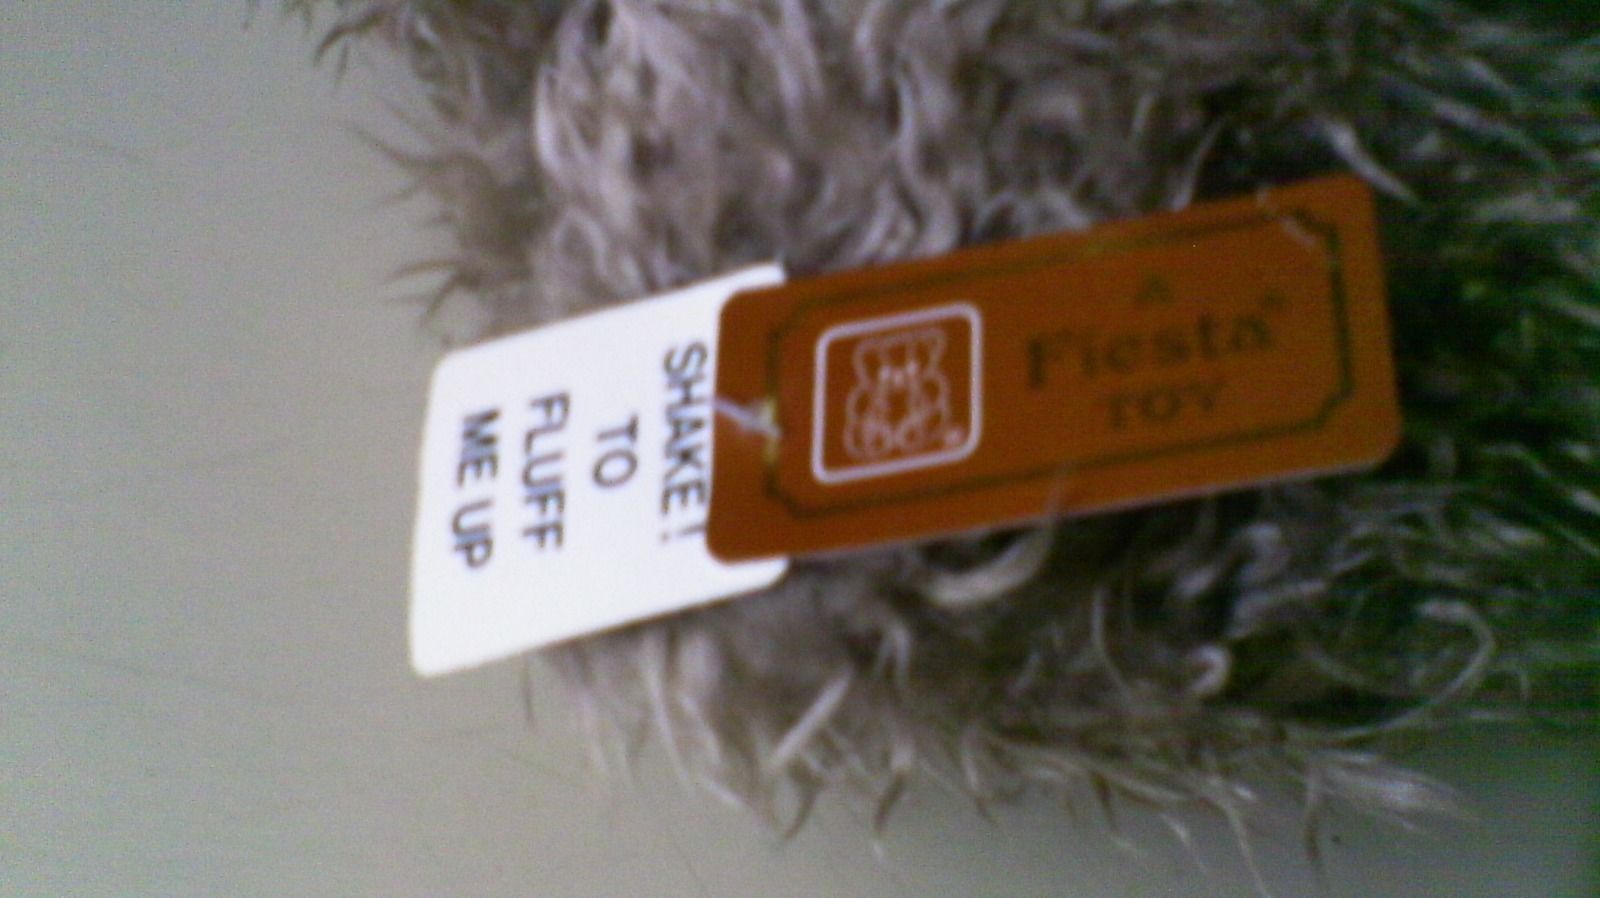 SHAKE!
TO
FLUFF
ME UP
A
Fiesta®
TOY